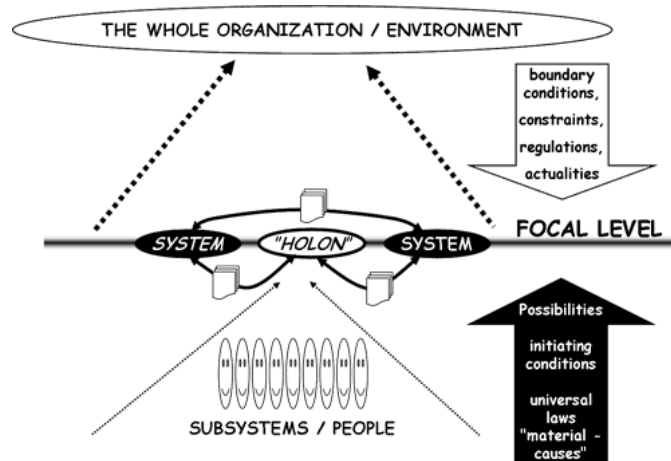 THE WHOLE ORGANIZATION / ENVIRONMENT
boundary
conditions,
constraints,
regulations,
actualities
FOCAL LEVEL
SYSTEM
"HOLON"
SYSTEM
Possibilities
initiating
conditions
universal
laws
"material -
causes"
SUBSYSTEMS / PEOPLE